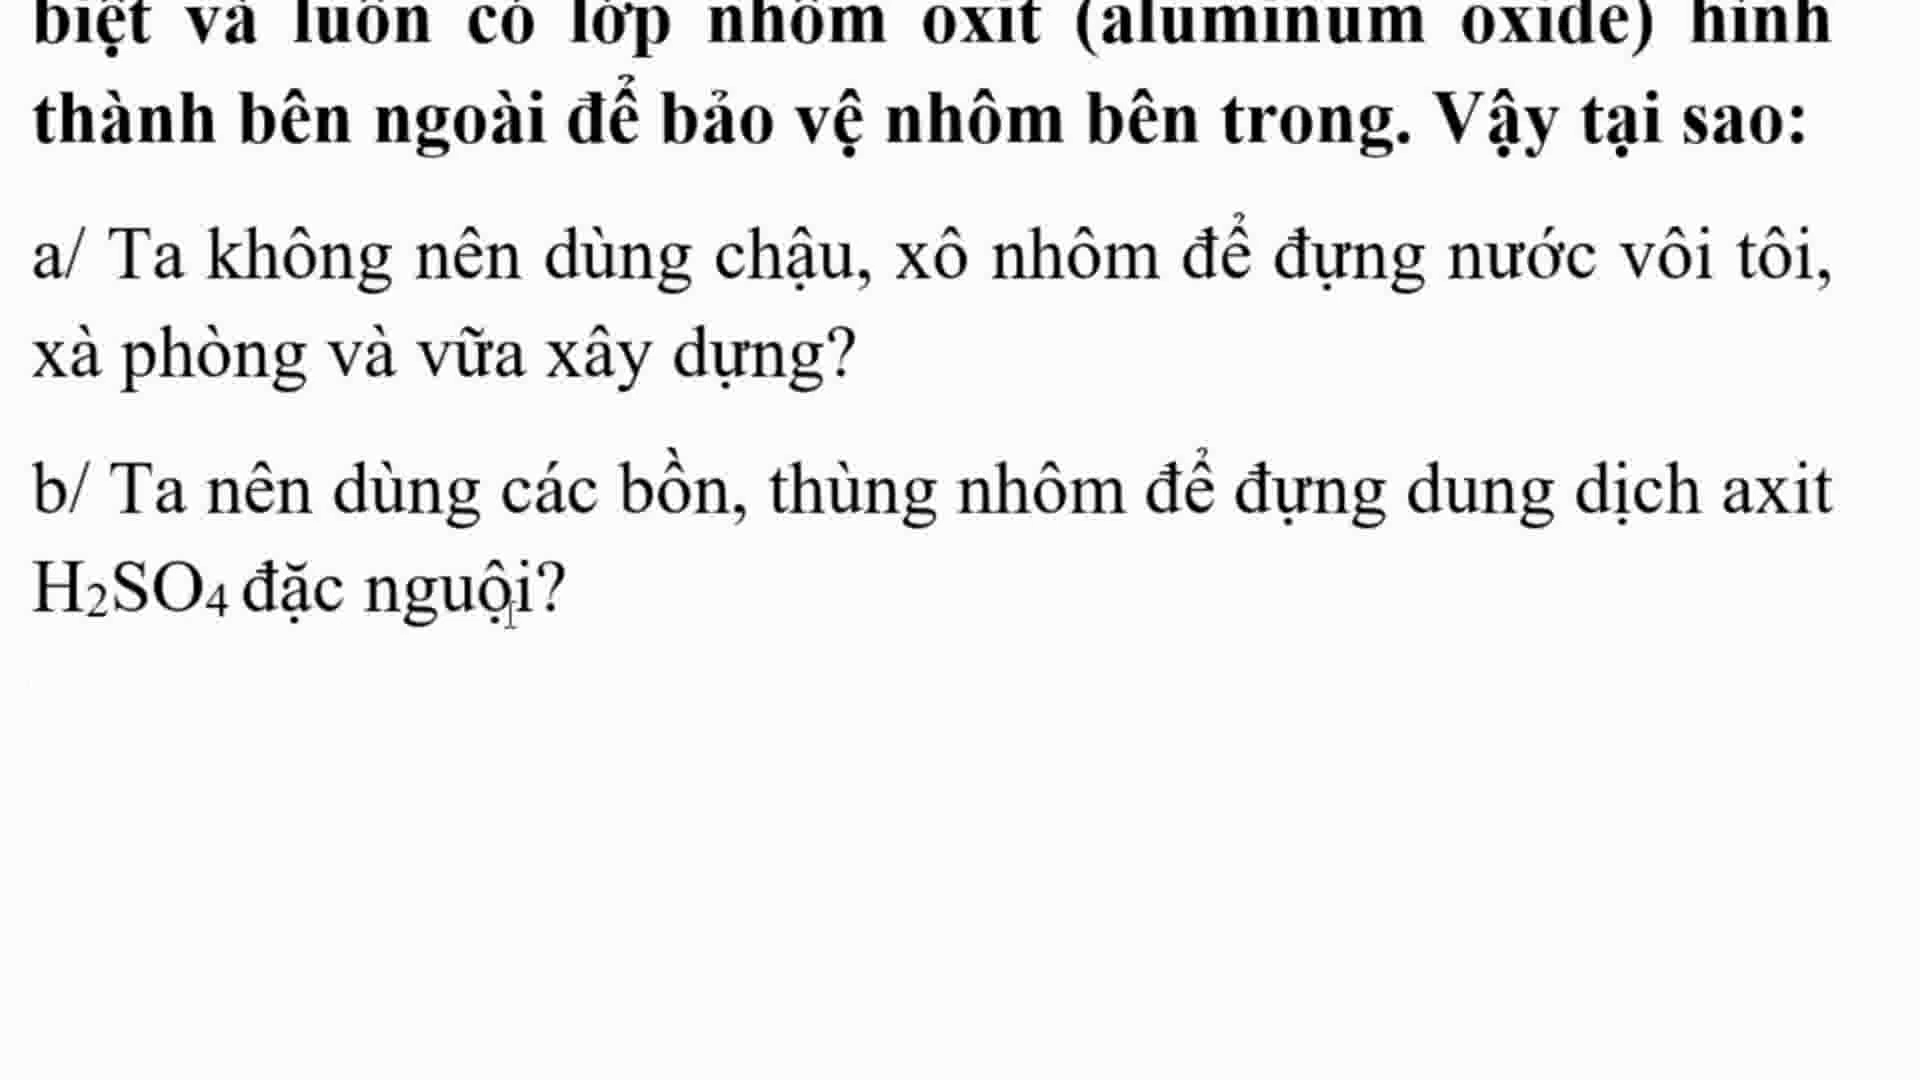 biệt và luôn có lớp nhôm oxit (aluminum oxide) hình
thành bên ngoài để bảo vệ nhôm bên trong. Vậy tại sao:
a/ Ta không nên dùng chậu, xô nhôm để đựng nước vôi tôi,
xà phòng và vữa xây dựng?
b/ Ta nên dùng các bồn, thùng nhôm để đựng dung dịch axit
H₂SO₄ đặc nguội?